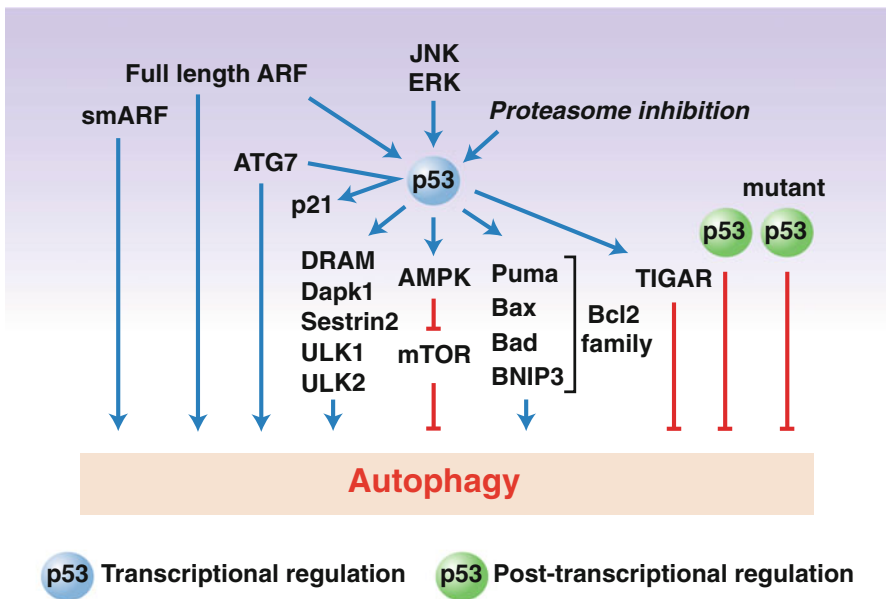 JNK
ERK
Full length ARF
smARF
Proteasome inhibition
ATG7
p53
p21
mutant
p53
p53
DRAM
Dapk1
Sestrin2
ULK1
ULK2
AMPK
mTOR
Puma
Bax
Bad
BNIP3
Bcl2
family
TIGAR
Autophagy
p53 Transcriptional regulation
p53 Post-transcriptional regulation